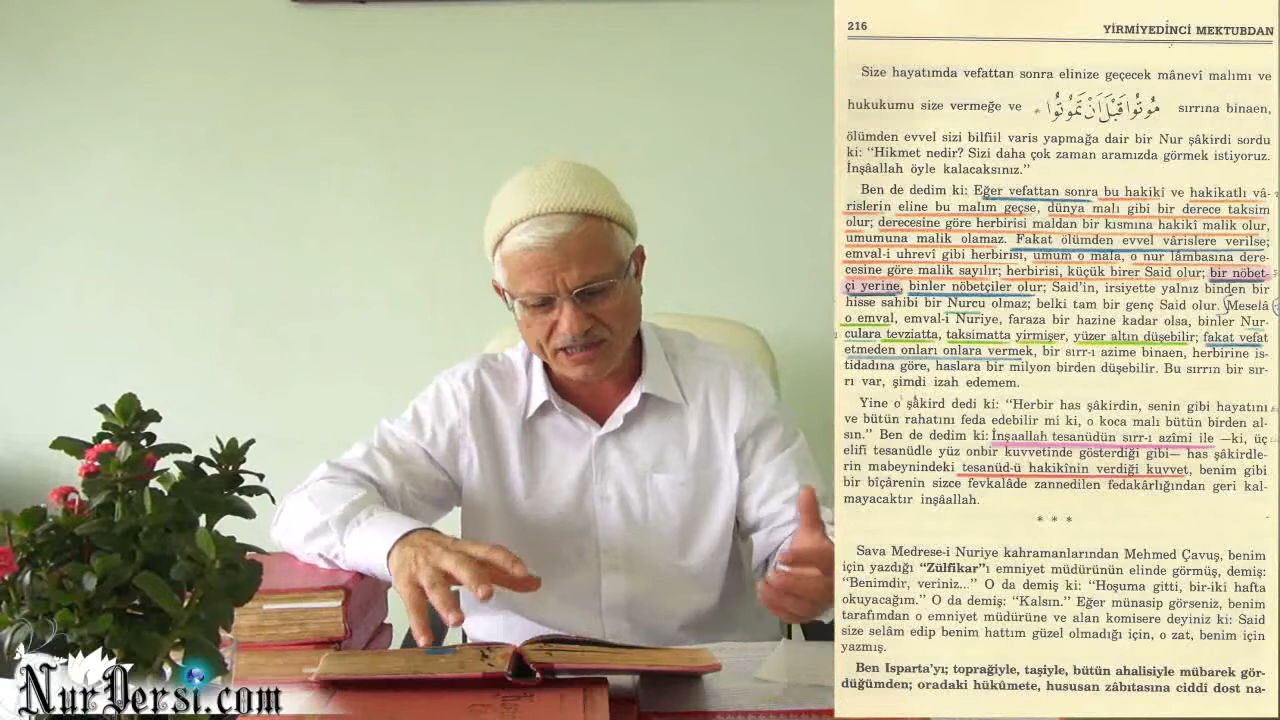 216
YİRMİYEDİNCİ MEKTUBDAN
Size hayatımda vefattan sonra elinize geçecek mânevî malımı ve
hukukumu size vermeğe ve مُوتُوا قَبْلَ اَنْ تَمُوتُوا sırrına binaen,
ölümden evvel sizi bilfiil varis yapmağa dair bir Nur şâkirdi sordu
ki: "Hikmet nedir? Sizi daha çok zaman aramızda görmek istiyoruz.
İnşâallah öyle kalacaksınız."
Ben de dedim ki: Eğer vefattan sonra bu hakikî ve hakikatlı vâ-
rislerin eline bu malım geçse, dünya malı gibi bir derece taksim
olur; derecesine göre herbirisi maldan bir kısmına hakikî malik olur,
umumuna malik olamaz. Fakat ölümden evvel vârislere verilse;
emval-i uhrevî gibi herbirisi, umum o mala, o nur lâmbasına dere-
cesine göre malik sayılır; herbirisi, küçük birer Said olur; bir nöbet-
çi yerine, binler nöbetçiler olur; Said'in, irsiyette yalnız binden bir
hisse sahibi bir Nurcu olmaz; belki tam bir genç Said olur. Meselâ
o emval, emval-i Nuriye, faraza bir hazine kadar olsa, binler Nur-
culara tevziatta, taksimatta yirmişer, yüzer altın düşebilir; fakat vefat
etmeden onları onlara vermek, bir sırr-ı azime binaen, herbirine is-
tidadına göre, haslara bir milyon birden düşebilir. Bu sırrın bir sır-
rı var, şimdi izah edemem.
Yine o şâkird dedi ki: "Herbir has şâkirdin, senin gibi hayatını
ve bütün rahatını feda edebilir mi ki, o koca malı bütün birden al-
sın." Ben de dedim ki: İnşaallah tesanüdün sırr-ı azîmi ile —ki, üç
elifi tesanüdle yüz onbir kuvvetinde gösterdiği gibi— has şâkirdle-
rin mabeynindeki tesanüd-ü hakikînin verdiği kuvvet, benim gibi
bir bîçârenin sizce fevkalâde zannedilen fedakârlığından geri kal-
mayacaktır inşâallah.
* * *
Sava Medrese-i Nuriye kahramanlarından Mehmed Çavuş, benim
için yazdığı "Zülfikar"ı emniyet müdürünün elinde görmüş, demiş:
"Benimdir, veriniz..." O da demiş ki: "Hoşuma gitti, bir-iki hafta
okuyacağım." O da demiş: "Kalsın." Eğer münasip görseniz, benim
tarafımdan o emniyet müdürüne ve alan komisere deyiniz ki: Said
size selâm edip benim hattım güzel olmadığı için, o zat, benim için
yazmış.
Ben Isparta'yı; toprağiyle, taşiyle, bütün ahalisiyle mübarek gör-
düğümden; oradaki hükûmete, hususan zâbıtasına ciddi dost na-
NurDersi.com